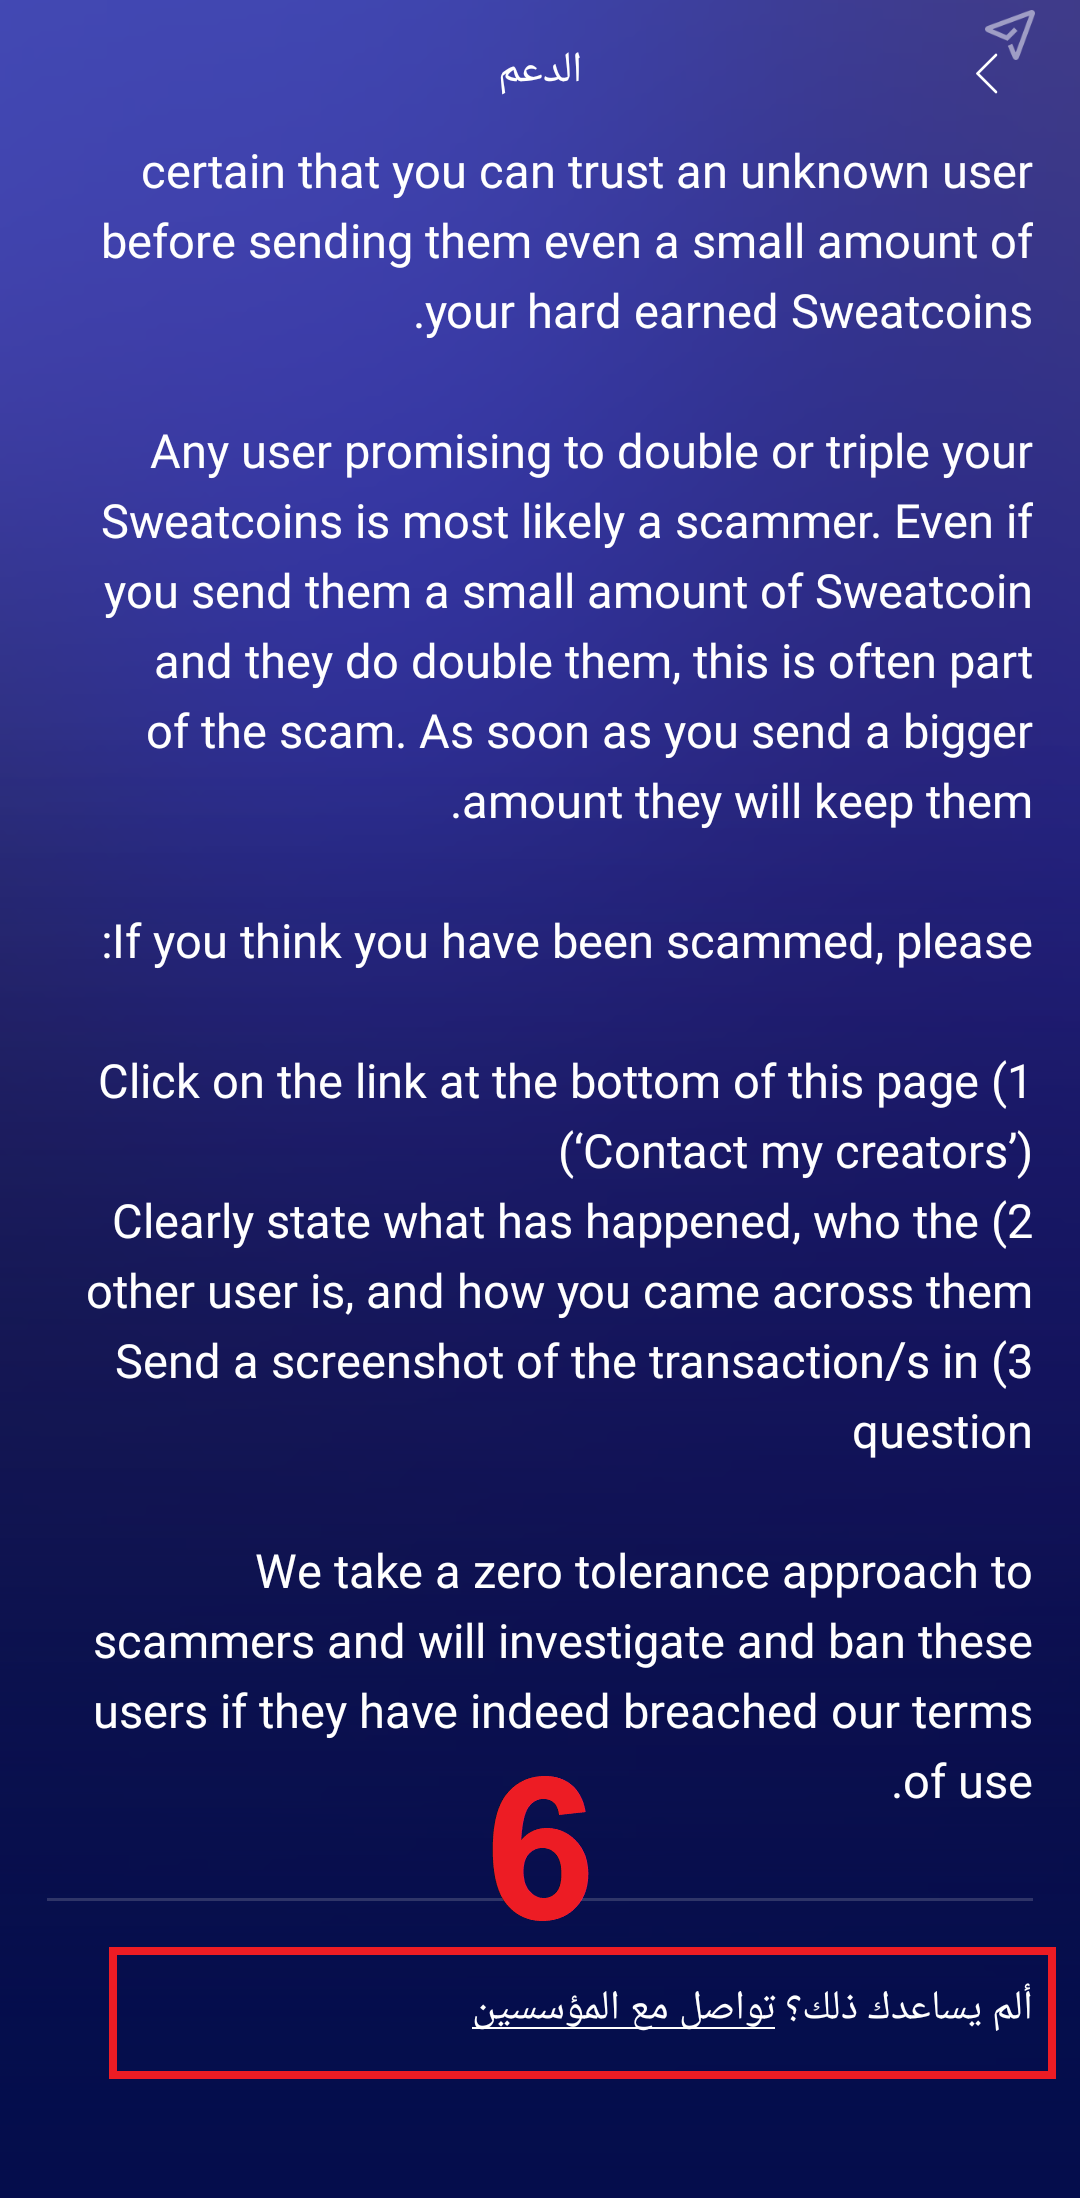 الدعم
certain that you can trust an unknown user
before sending them even a small amount of
your hard earned Sweatcoins.
Any user promising to double or triple your
Sweatcoins is most likely a scammer. Even if
you send them a small amount of Sweatcoin
and they do double them, this is often part
of the scam. As soon as you send a bigger
amount they will keep them.
If you think you have been scammed, please:
1) Click on the link at the bottom of this page
(‘Contact my creators’)
2) Clearly state what has happened, who the
other user is, and how you came across them
3) Send a screenshot of the transaction/s in
question
We take a zero tolerance approach to
scammers and will investigate and ban these
users if they have indeed breached our terms
of use.
6
ألم يساعدك ذلك؟ تواصل مع المؤسسين